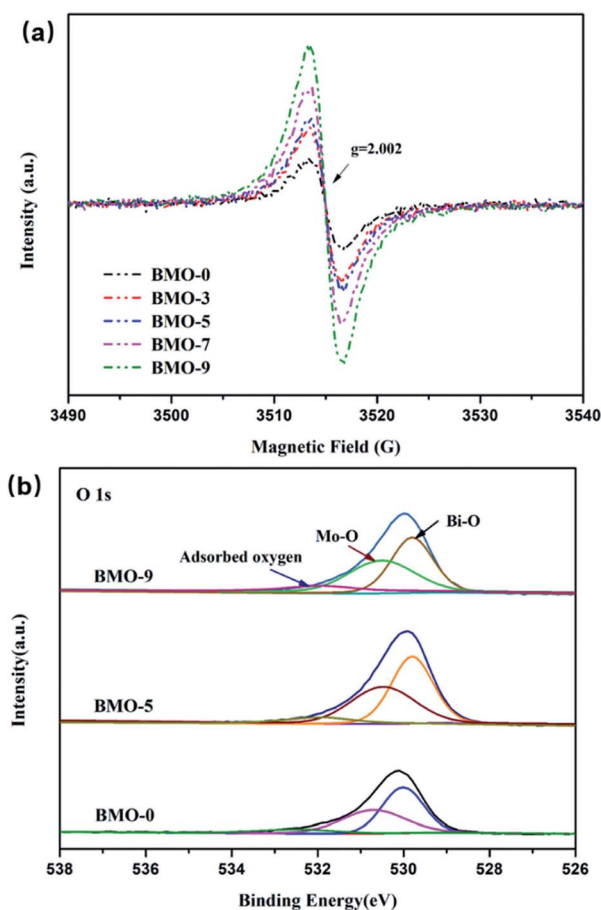 (a)
g=2.002
Intensity (a.u.)
BMO-0
BMO-3
BMO-5
BMO-7
BMO-9
3490 3500 3510 3520 3530 3540
Magnetic Field (G)
(b)
O 1s
Bi-O
Mo-O
Adsorbed oxygen
BMO-9
Intensity(a.u.)
BMO-5
BMO-0
538 536 534 532 530 528 526
Binding Energy(eV)